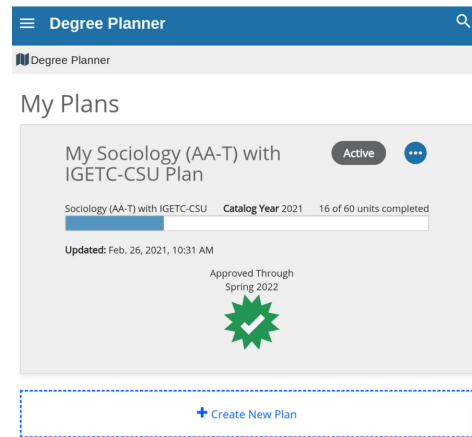 Degree Planner
Degree Planner
My Plans
My Sociology (AA-T) with
IGETC-CSU Plan
Active
Sociology (AA-T) with IGETC-CSU Catalog Year 2021 16 of 60 units completed
Updated: Feb. 26, 2021, 10:31 AM
Approved Through
Spring 2022
Create New Plan